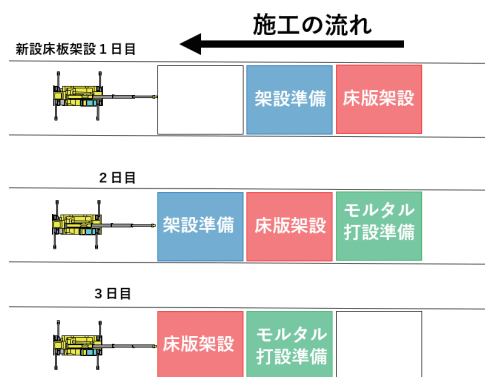 施工の流れ
新設床板架設１日目
架設準備
床版架設
２日目
架設準備
床版架設
モルタル
打設準備
３日目
床版架設
モルタル
打設準備